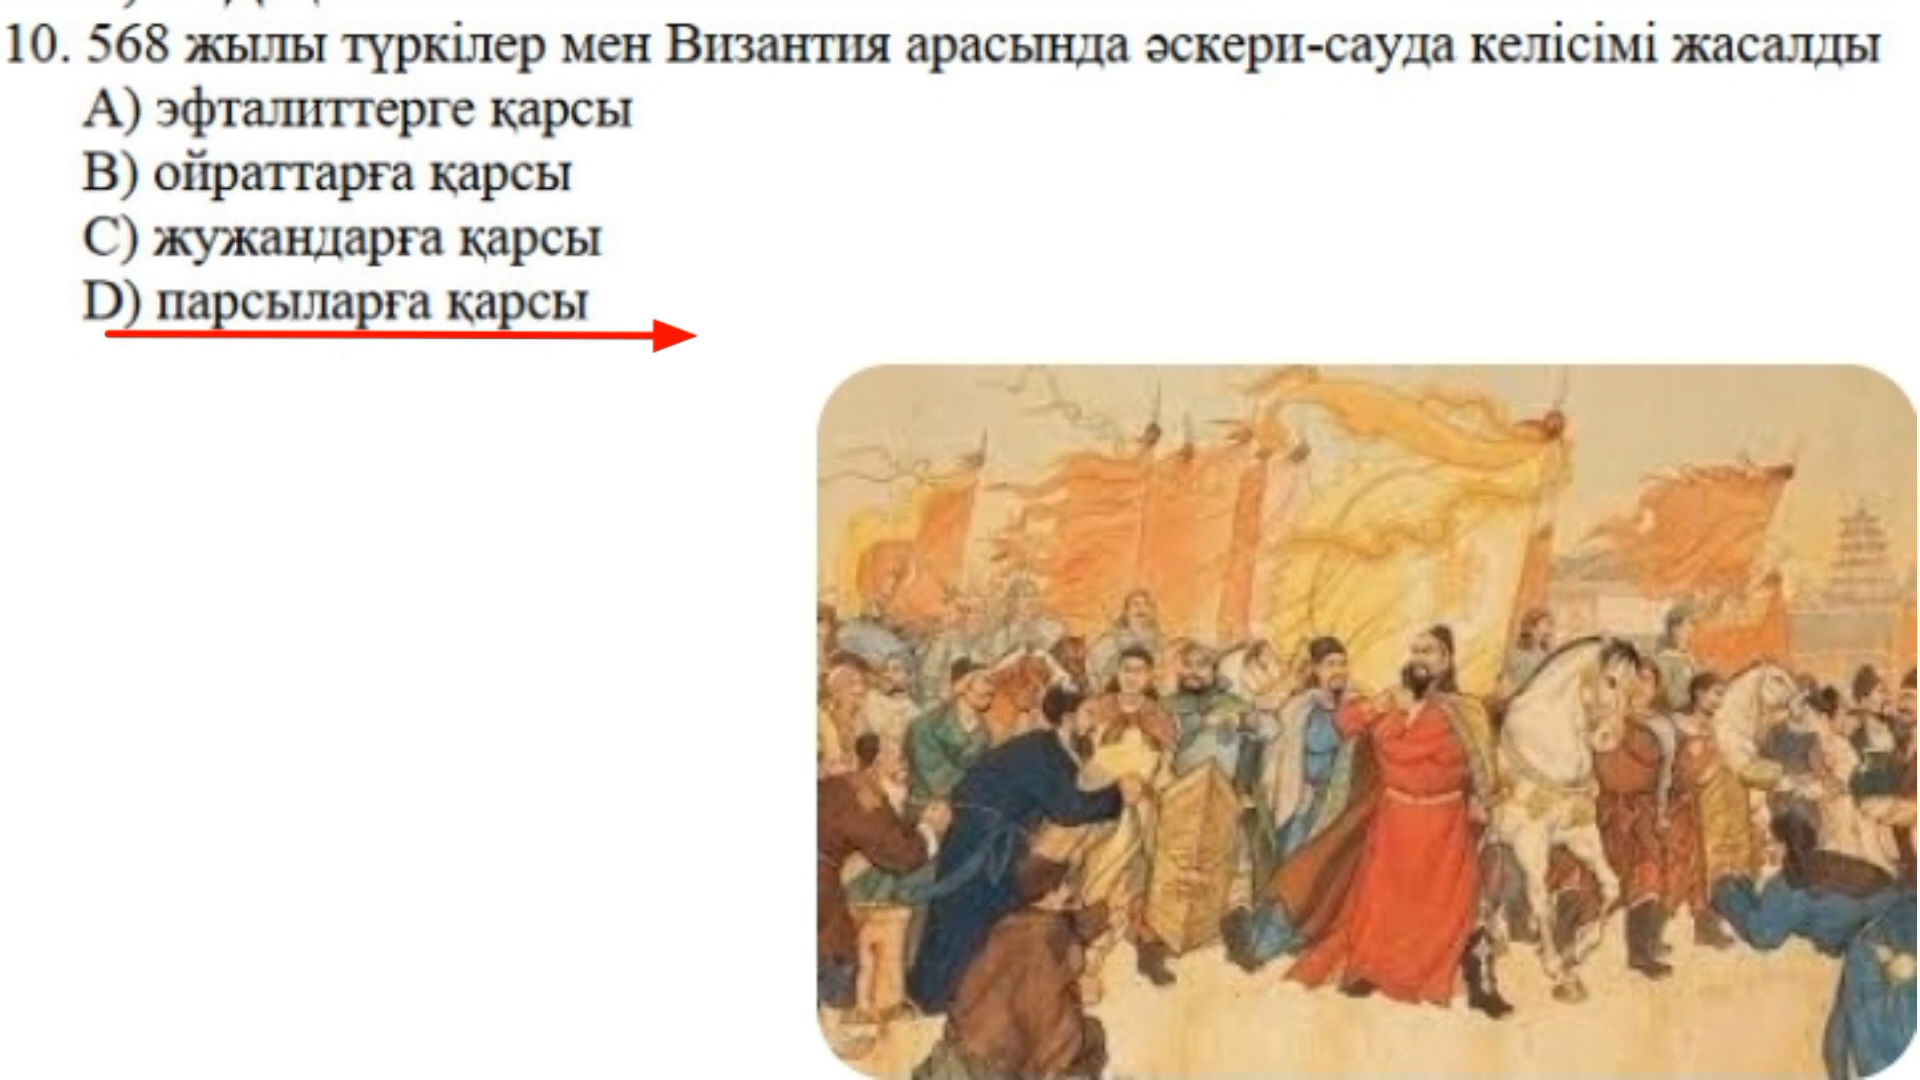 10. 568 жылы түркілер мен Византия арасында әскери-сауда келісімі жасалды
A) эфталиттерге қарсы
B) ойраттарға қарсы
C) жужандарға қарсы
D) парсыларға қарсы